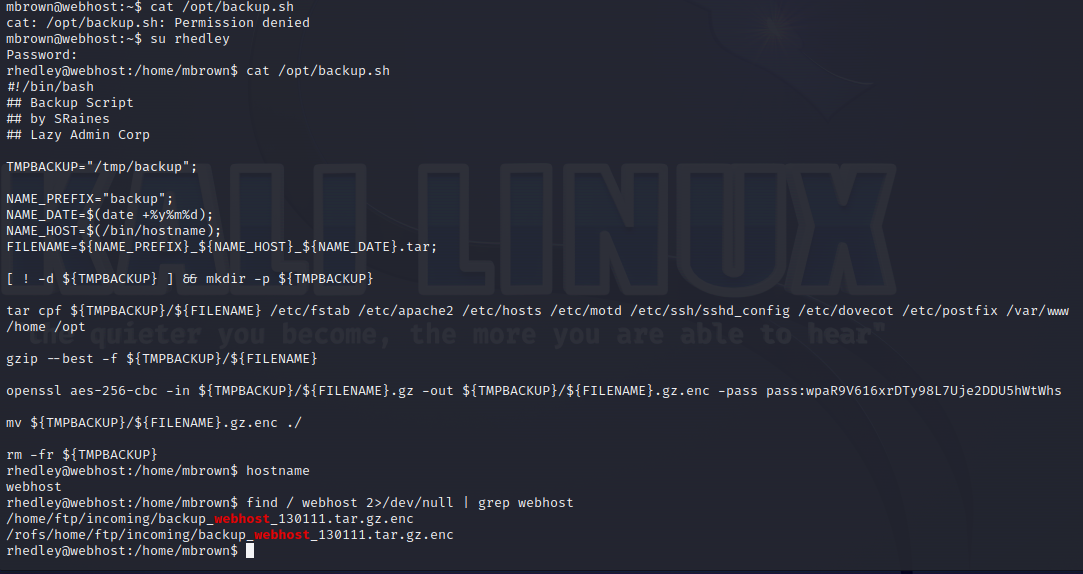 mbrown@webhost:~$ cat /opt/backup.sh
cat: /opt/backup.sh: Permission denied
mbrown@webhost:~$ su rhedley
Password:
rhedley@webhost:/home/mbrown$ cat /opt/backup.sh
#!/bin/bash
## Backup Script
## by SRaines
## Lazy Admin Corp
TMPBACKUP="/tmp/backup";
KALI LINUX
NAME_PREFIX="backup";
NAME_DATE=$(date +%y%m%d);
NAME_HOST=$(/bin/hostname);
FILENAME=${NAME_PREFIX}_${NAME_HOST}_${NAME_DATE}.tar;
[ ! -d ${TMPBACKUP} ] && mkdir -p ${TMPBACKUP}
tar cpf ${TMPBACKUP}/${FILENAME} /etc/fstab /etc/apache2 /etc/hosts /etc/motd /etc/ssh/sshd_config /etc/dovecot /etc/postfix /var/www
/home /opt
"the quieter you become, the more you are able to hear"
gzip --best -f ${TMPBACKUP}/${FILENAME}
openssl aes-256-cbc -in ${TMPBACKUP}/${FILENAME}.gz -out ${TMPBACKUP}/${FILENAME}.gz.enc -pass pass:wpaR9V616xrDTy98L7Uje2DDU5hWtWhs
mv ${TMPBACKUP}/${FILENAME}.gz.enc ./
rm -fr ${TMPBACKUP}
rhedley@webhost:/home/mbrown$ hostname
webhost
rhedley@webhost:/home/mbrown$ find / webhost 2>/dev/null | grep webhost
/home/ftp/incoming/backup_webhost_130111.tar.gz.enc
/rofs/home/ftp/incoming/backup_webhost_130111.tar.gz.enc
rhedley@webhost:/home/mbrown$